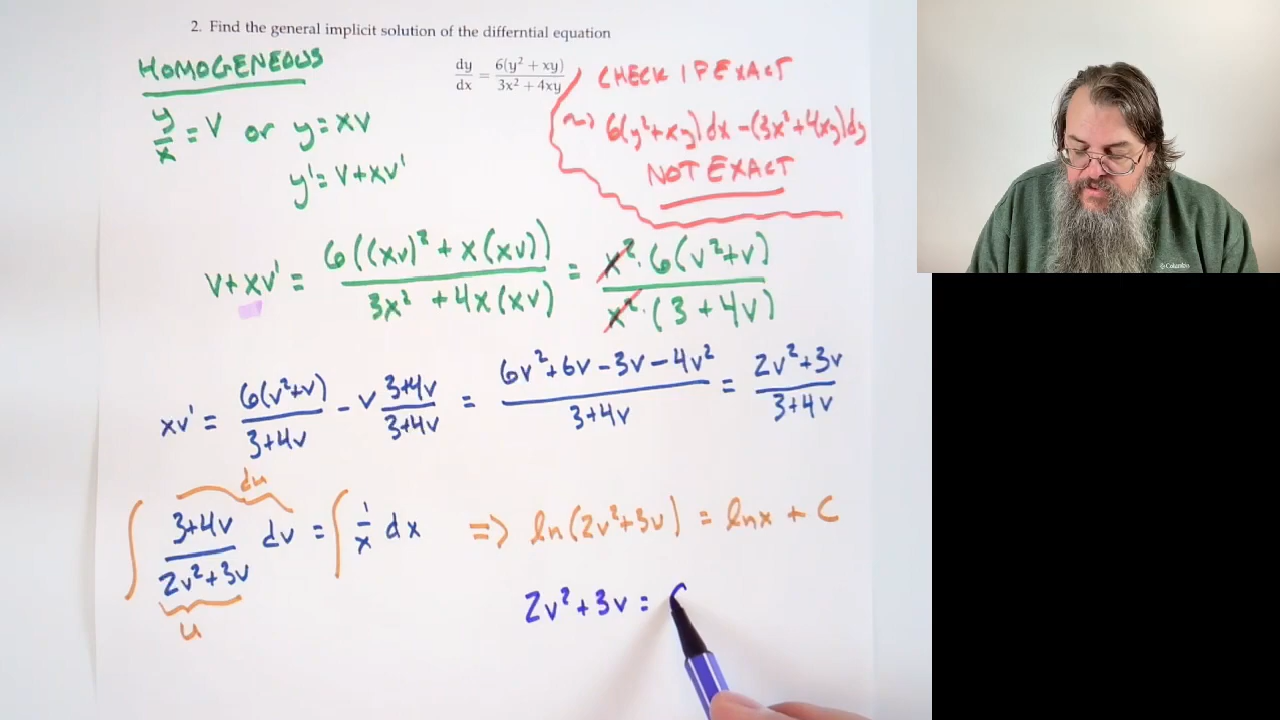 2. Find the general implicit solution of the differntial equation
dy/dx = 6(y² + xy)/3x² + 4xy
HOMOGENEOUS
y/x = v or y = xv
y' = v + xv'
CHECK IF EXACT
~> 6(y²+xy)dx - (3x²+4xy)dy
NOT EXACT
v + xv' = 6((xv)² + x(xv))/3x² + 4x(xv) = x²·6(v²+v)/x²·(3+4v)
xv' = 6(v²+v)/3+4v - v 3+4v/3+4v = 6v²+6v-3v-4v²/3+4v = 2v²+3v/3+4v
du
∫ 3+4v/2v²+3v dv = ∫ 1/x dx => ln(2v²+3v) = lnx + C
u
2v²+3v =
Columbia